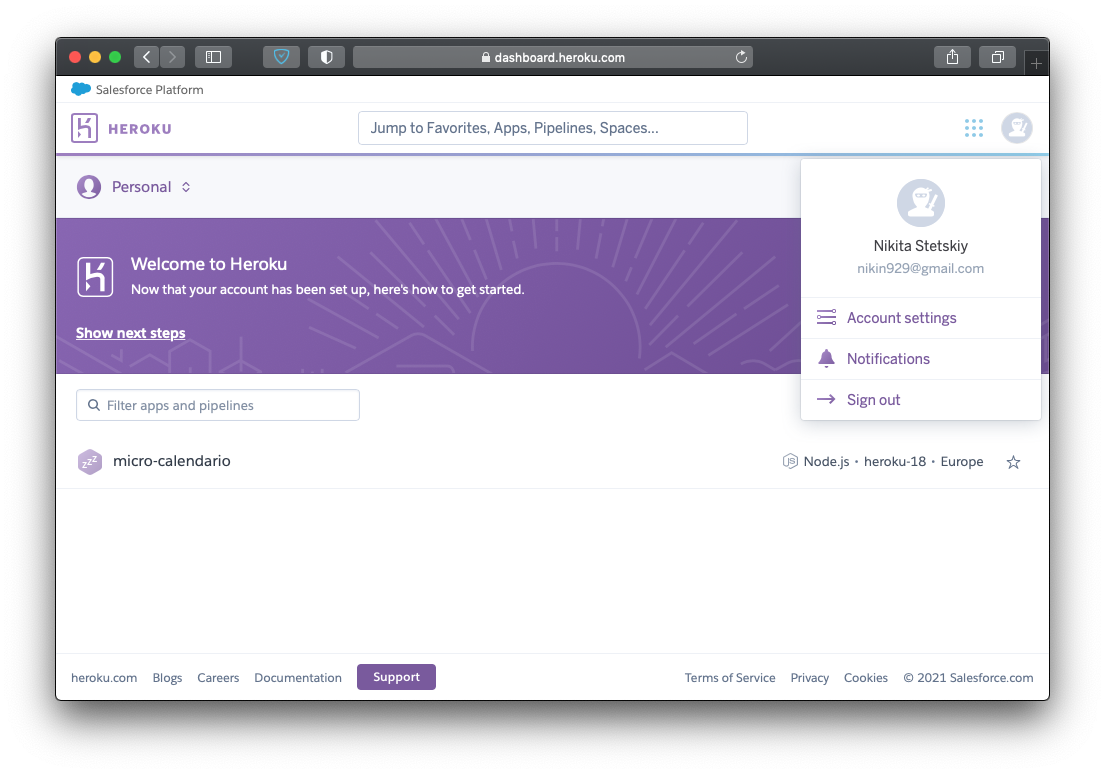 dashboard.heroku.com
Salesforce Platform
HEROKU
Jump to Favorites, Apps, Pipelines, Spaces...
Personal
Nikita Stetskiy
nikin929@gmail.com
Account settings
Notifications
Sign out
Welcome to Heroku
Now that your account has been set up, here's how to get started.
Show next steps
Filter apps and pipelines
zzz micro-calendario
JS Node.js · heroku-18 · Europe
heroku.com Blogs Careers Documentation Support
Terms of Service Privacy Cookies © 2021 Salesforce.com